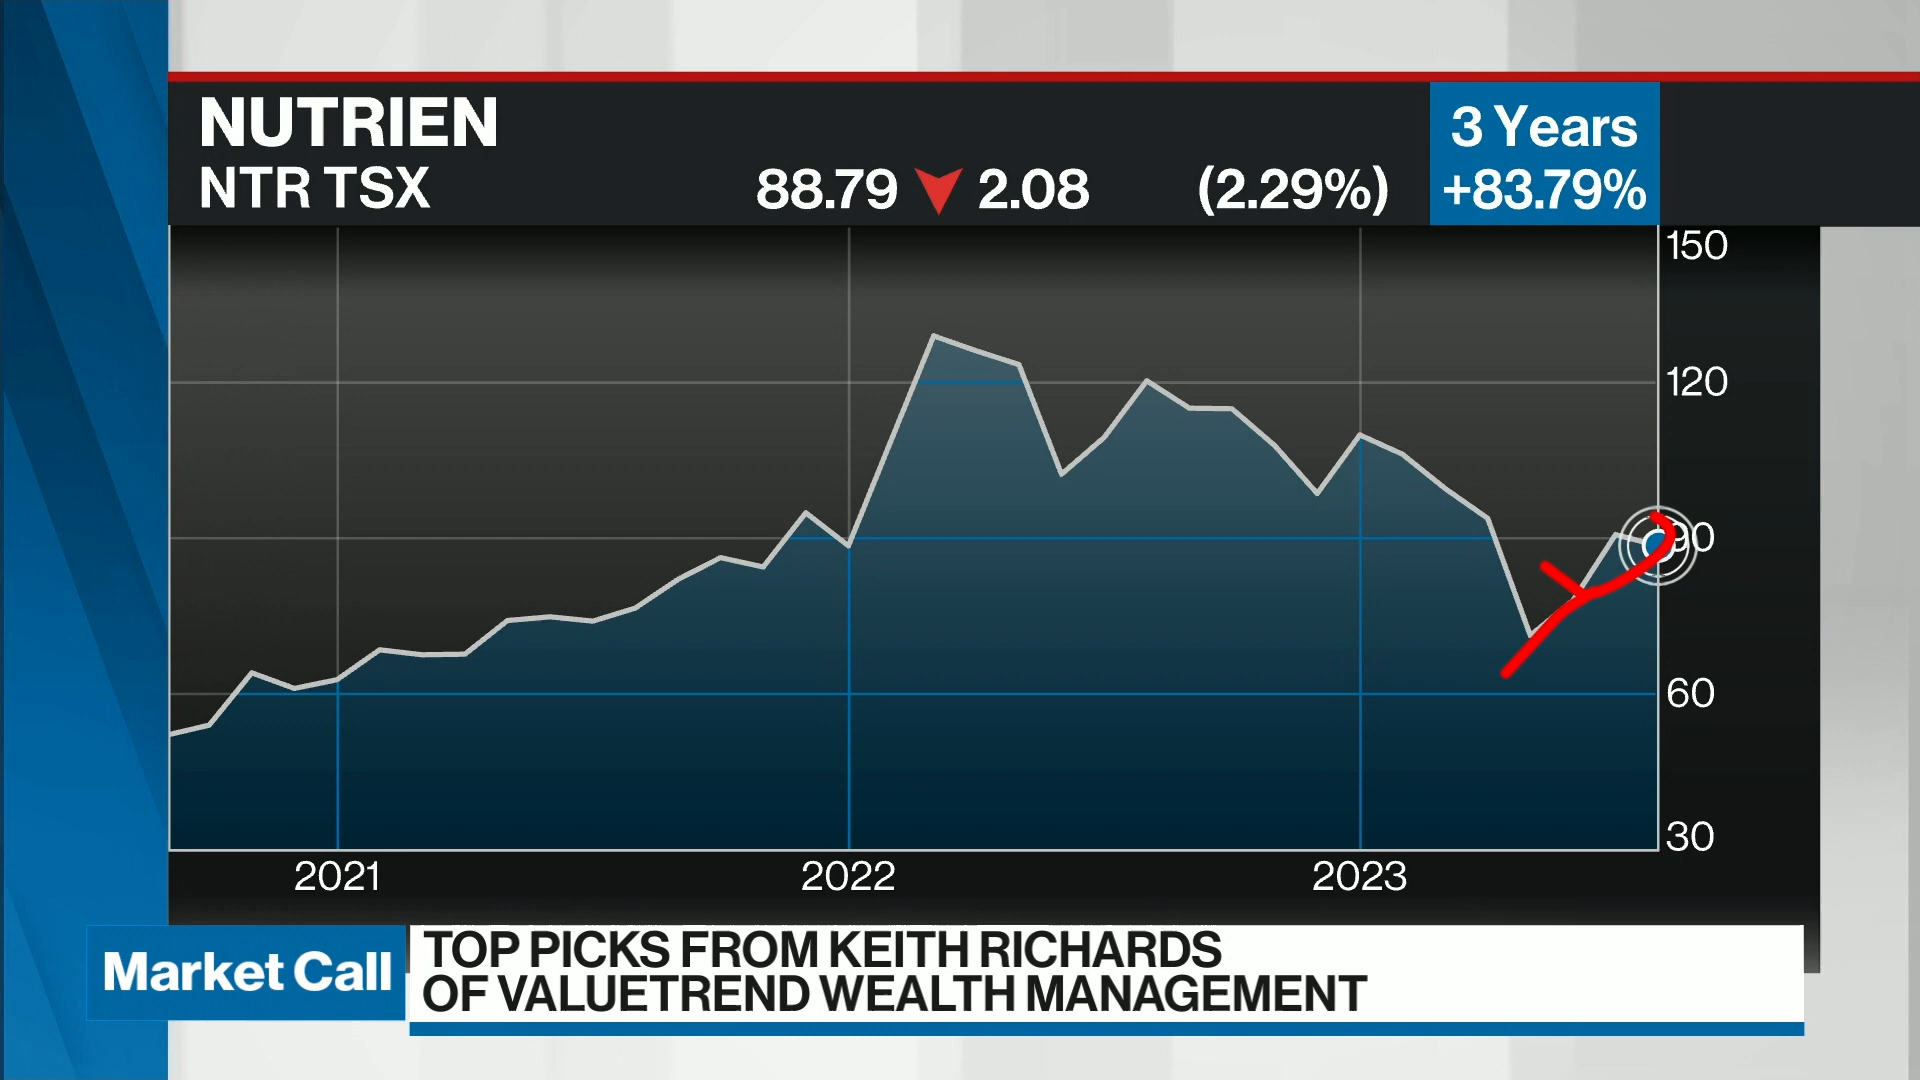 NUTRIEN
NTR TSX
88.79 2.08 (2.29%)
3 Years
+83.79%
150
120
90
60
30
2021 2022 2023
Market Call
TOP PICKS FROM KEITH RICHARDS
OF VALUETREND WEALTH MANAGEMENT